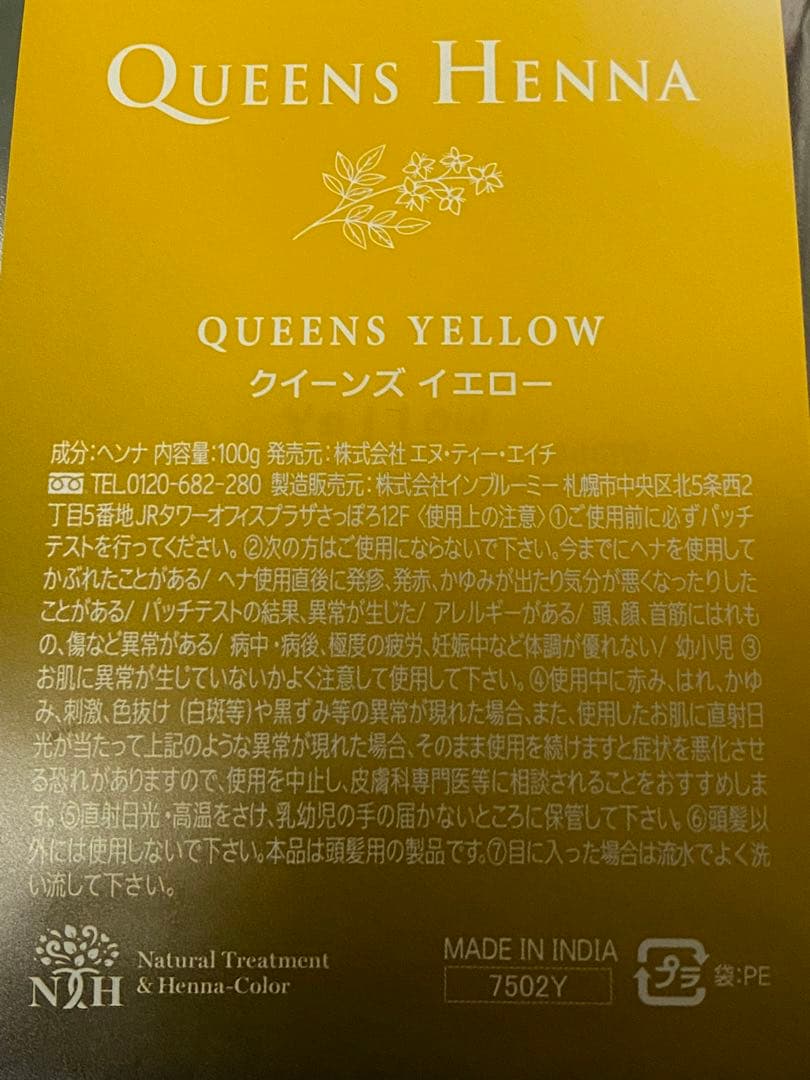 QUEENS HENNA
QUEENS YELLOW
クイーンズ イエロー
成分:ヘンナ 内容量:100g 発売元:株式会社 エヌ・ティー・エイチ
TEL.0120-682-280 製造販売元:株式会社インブルーミー 札幌市中央区北5条西2
丁目5番地JRタワーオフィスプラザさっぽろ12F〈使用上の注意〉①ご使用前に必ずパッチ
テストを行ってください。②次の方はご使用にならないで下さい。今までにヘナを使用して
かぶれたことがある/ ヘナ使用直後に発疹、発赤、かゆみが出たり気分が悪くなったりした
ことがある/ パッチテストの結果、異常が生じた/ アレルギーがある/ 頭、顔、首筋にはれも
の、傷など異常がある/ 病中・病後、極度の疲労、妊娠中など体調が優れない/ 幼小児 ③
お肌に異常が生じていないかよく注意して使用して下さい。④使用中に赤み、はれ、かゆ
み、刺激、色抜け(白斑等)や黒ずみ等の異常が現れた場合、また、使用したお肌に直射日
光が当たって上記のような異常が現れた場合、そのまま使用を続けますと症状を悪化させ
る恐れがありますので、使用を中止し、皮膚科専門医等に相談されることをおすすめしま
す。⑤直射日光・高温をさけ、乳幼児の手の届かないところに保管して下さい。⑥頭髪以
外には使用しないで下さい。本品は頭髪用の製品です。⑦目に入った場合は流水でよく洗
い流して下さい。
NTH
Natural Treatment
& Henna-Color
MADE IN INDIA
7502Y
プラ 袋:PE